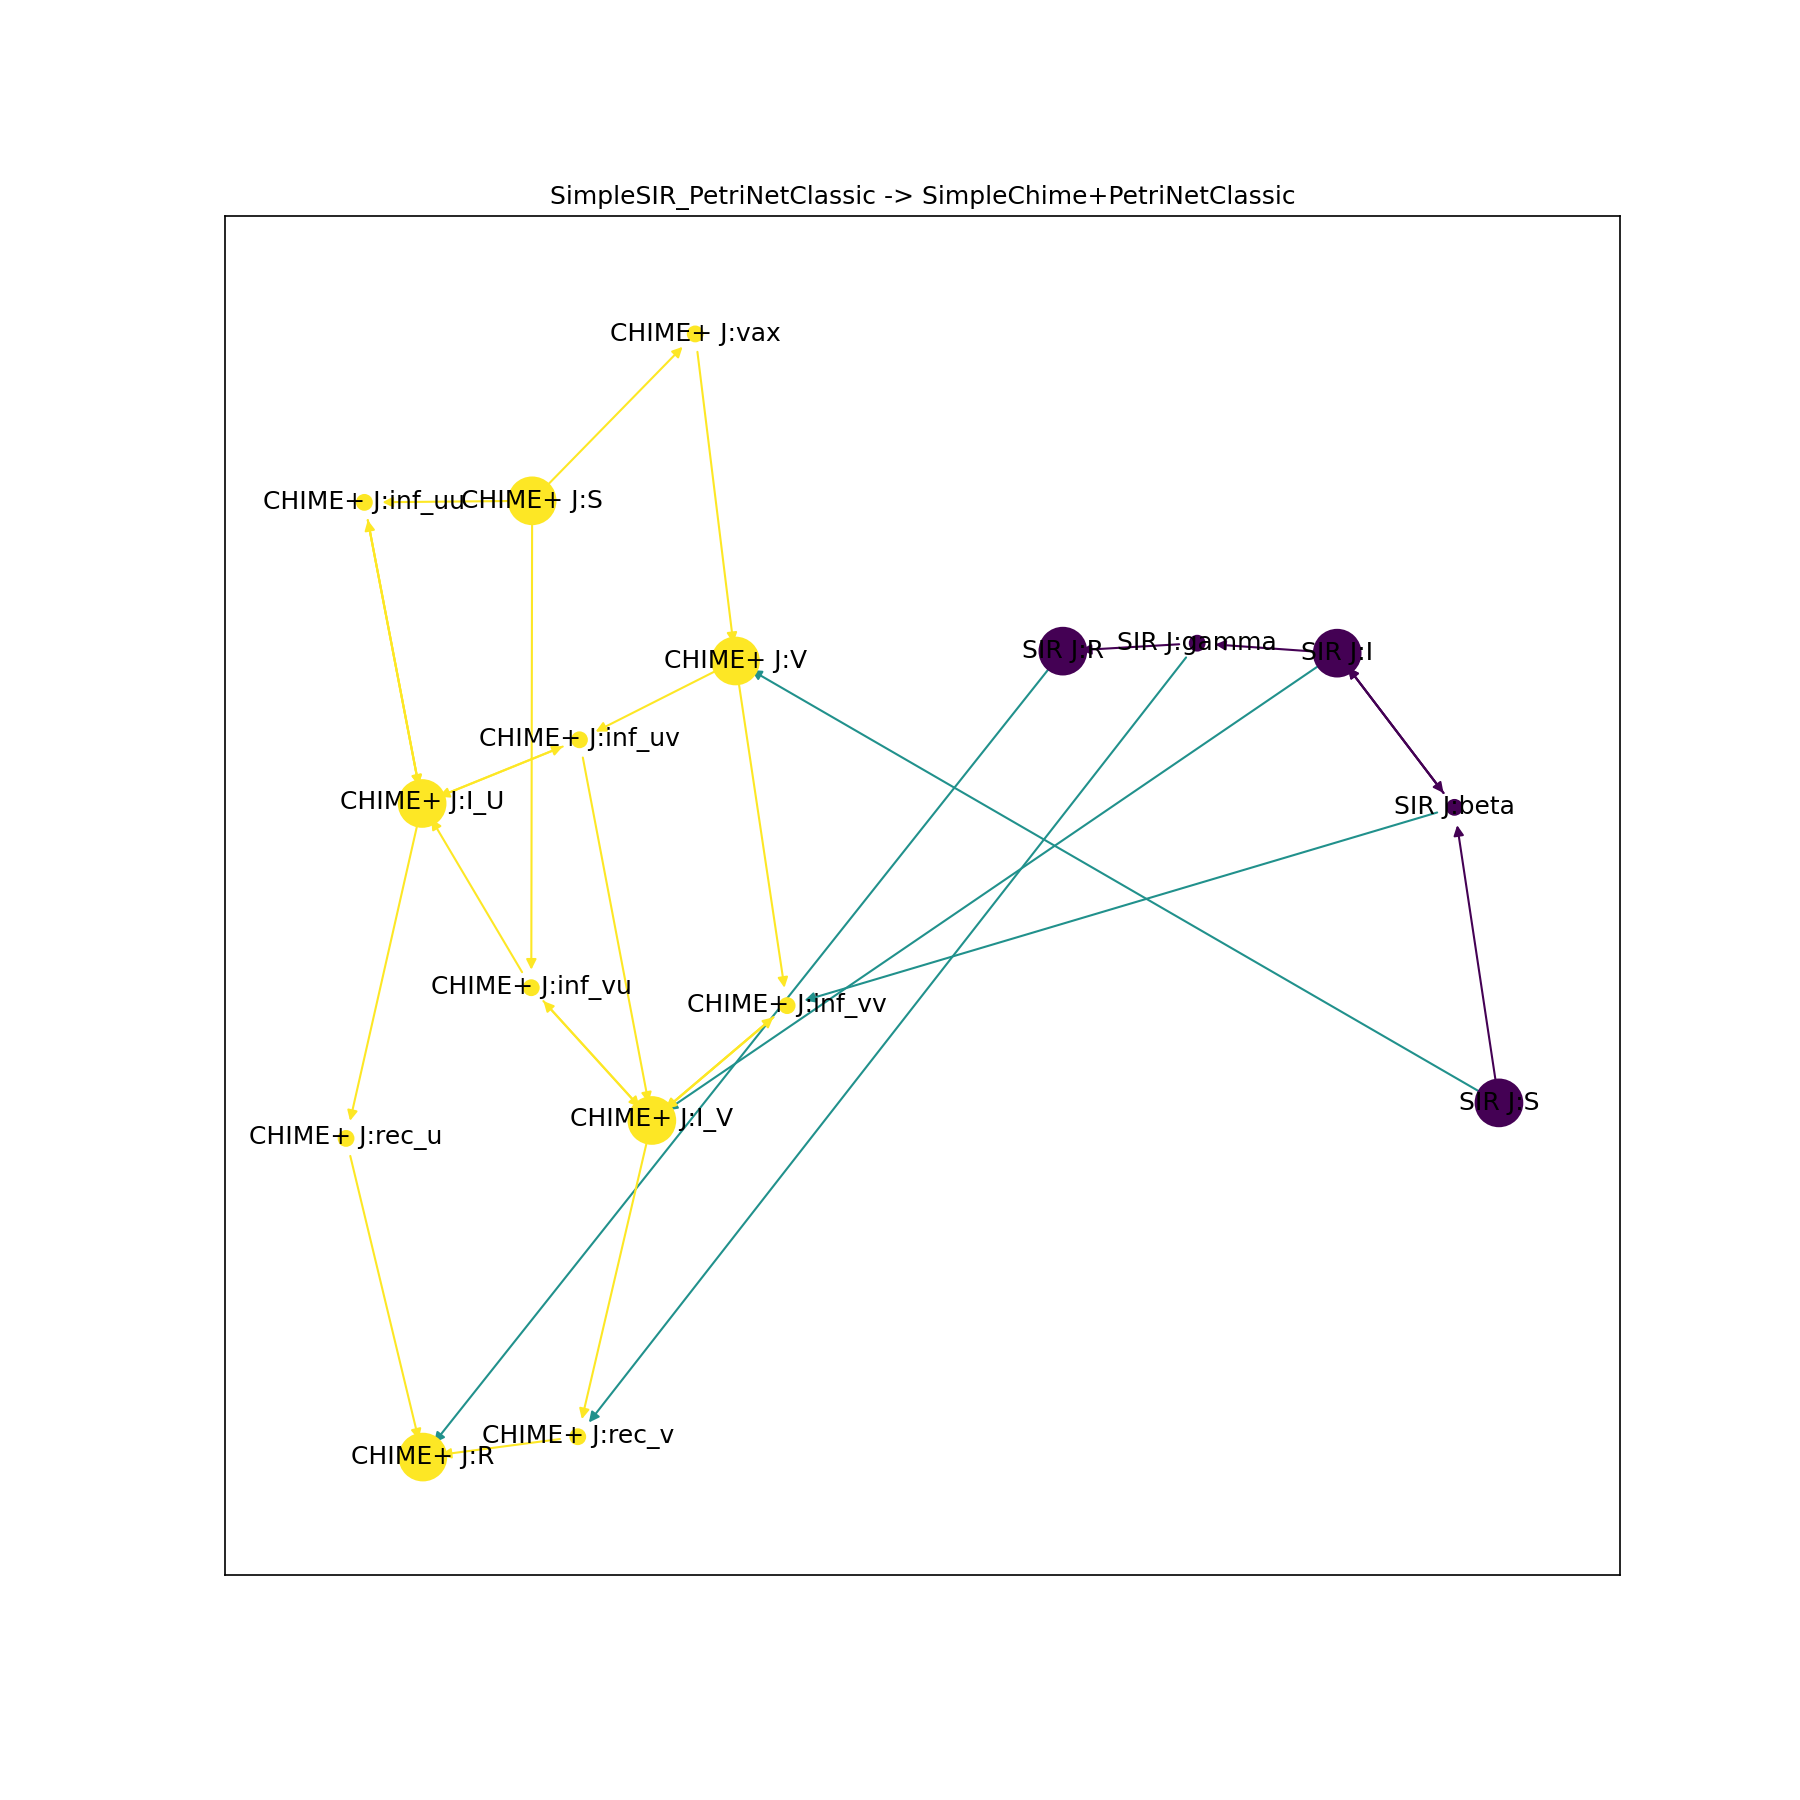 SimpleSIR_PetriNetClassic -> SimpleChime+PetriNetClassic
CHIME+ J:vax
CHIME+ J:inf_uu
CHIME+ J:S
SIR J:R
SIR J:gamma
SIR J:I
CHIME+ J:V
CHIME+ J:inf_uv
CHIME+ J:I_U
SIR J:beta
CHIME+ J:inf_vu
CHIME+ J:inf_vv
SIR J:S
CHIME+ J:I_V
CHIME+ J:rec_u
CHIME+ J:rec_v
CHIME+ J:R